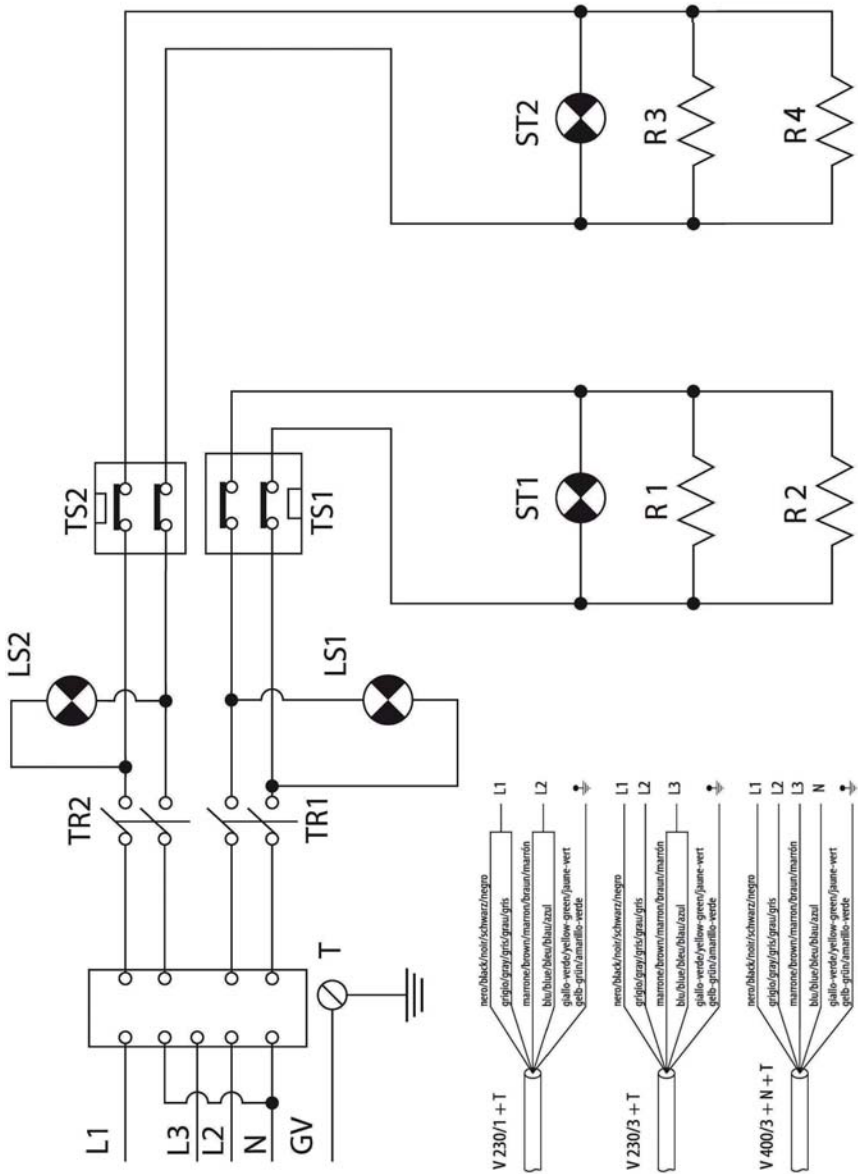 L1
L3
L2
N
GV
T
TR2
TR1
LS2
LS1
TS2
TS1
ST1
R 1
R 2
ST2
R 3
R 4
V 230/1 + T
nero/black/noir/schwarz/negro
grigio/gray/gris/grau/gris
marrone/brown/marron/braun/marrón
blu/blue/bleu/blau/azul
giallo-verde/yellow-green/jaune-vert
gelb-grün/amarillo-verde
L1
L2
V 230/3 + T
nero/black/noir/schwarz/negro
grigio/gray/gris/grau/gris
marrone/brown/marron/braun/marrón
blu/blue/bleu/blau/azul
giallo-verde/yellow-green/jaune-vert
gelb-grün/amarillo-verde
L1
L2
L3
V 400/3 + N + T
nero/black/noir/schwarz/negro
grigio/gray/gris/grau/gris
marrone/brown/marron/braun/marrón
blu/blue/bleu/blau/azul
giallo-verde/yellow-green/jaune-vert
gelb-grün/amarillo-verde
L1
L2
L3
N